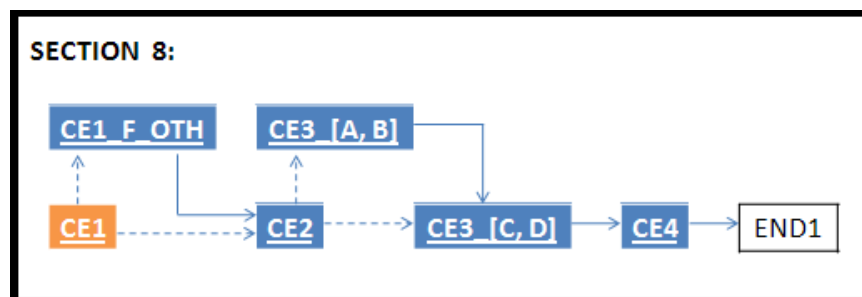 SECTION 8:
CE1_F_OTH
CE3_[A, B]
CE1
CE2
CE3_[C, D]
CE4
END1